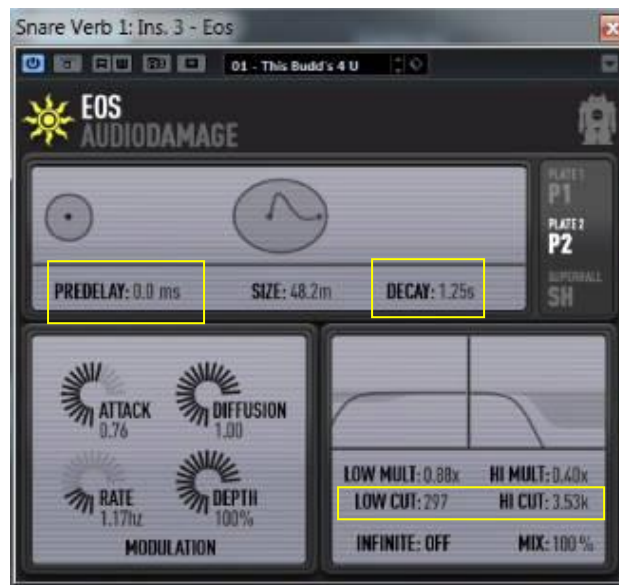 Snare Verb 1: Ins. 3 - Eos
01 - This Budd's 4 U
EOS
AUDIODAMAGE
PLATE 1
P1
PLATE 2
P2
SUPERHALL
SH
PREDELAY: 0.0 ms SIZE: 48.2m DECAY: 1.25s
ATTACK DIFFUSION
0.76 1.00
RATE DEPTH
1.17hz 100%
MODULATION
LOW MULT: 0.88x HI MULT: 0.40x
LOW CUT: 297 HI CUT: 3.53k
INFINITE: OFF MIX: 100%